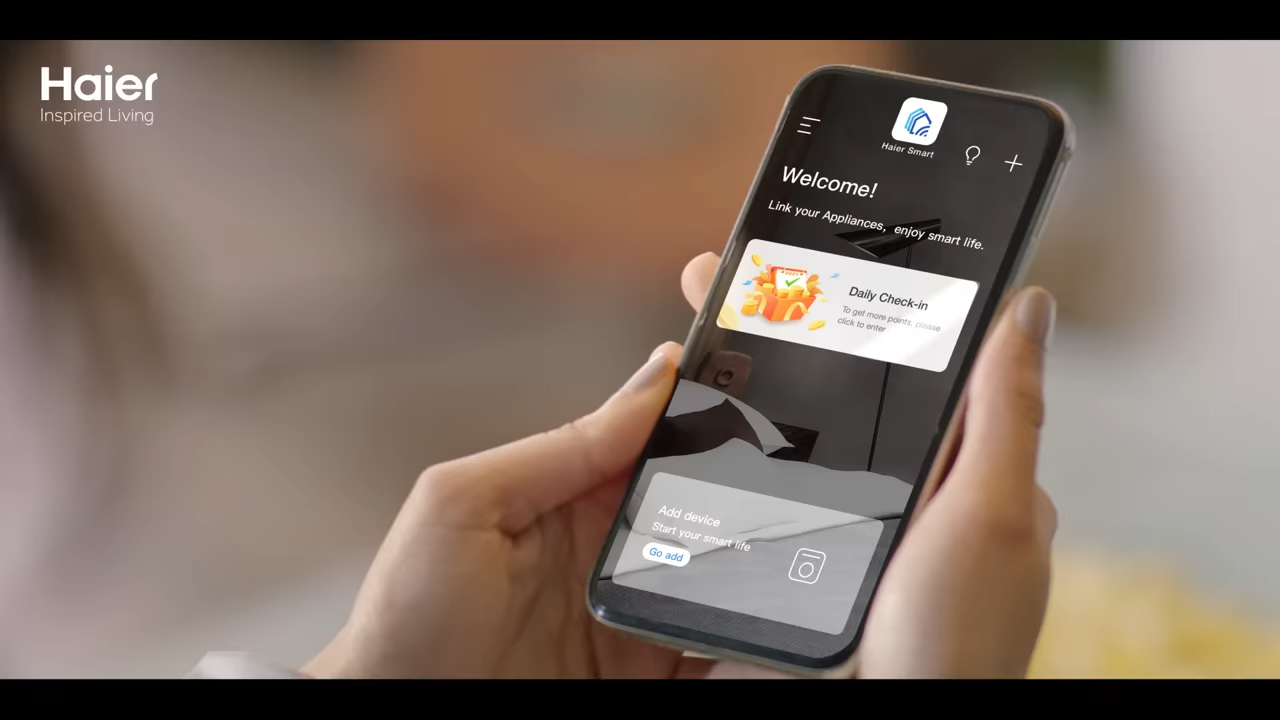 Haier
Inspired Living
Haier Smart
Welcome!
Link your Appliances, enjoy smart life.
Daily Check-in
To get more points, please
click to enter
Add device
Start your smart life
Go add